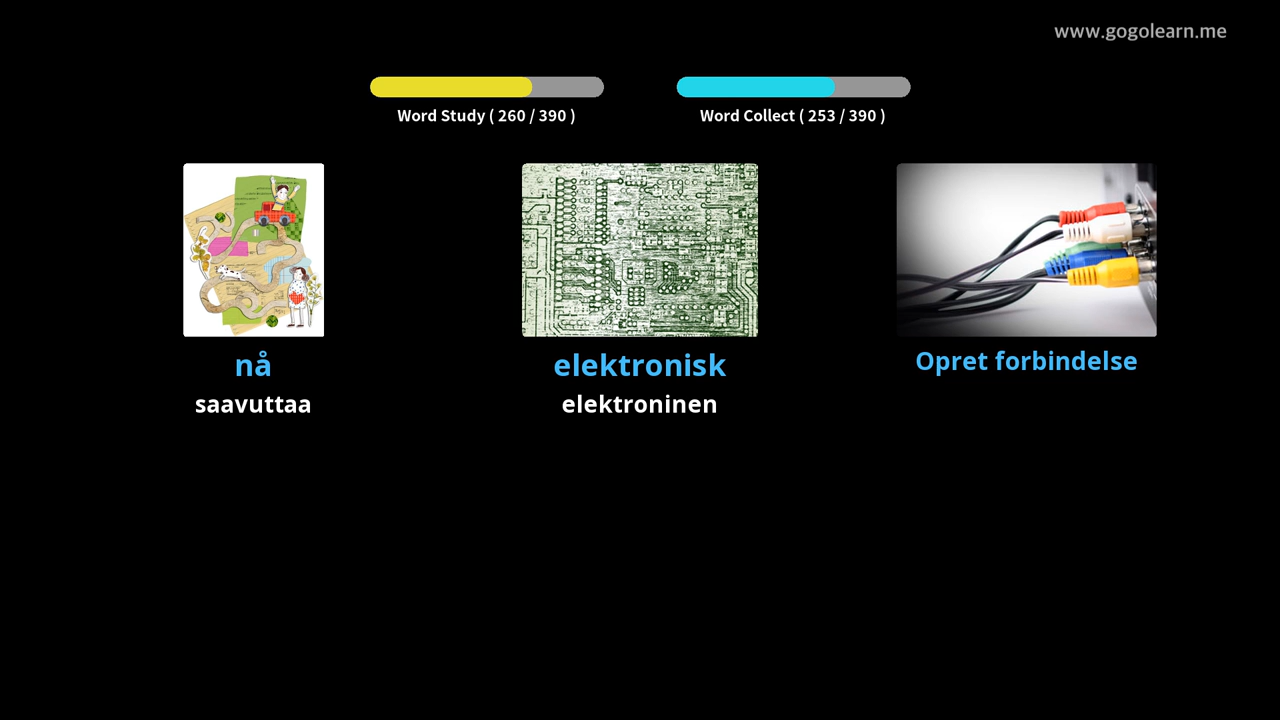 www.gogolearn.me
Word Study ( 260 / 390 )
Word Collect ( 253 / 390 )
nå
saavuttaa
elektronisk
elektroninen
Opret forbindelse